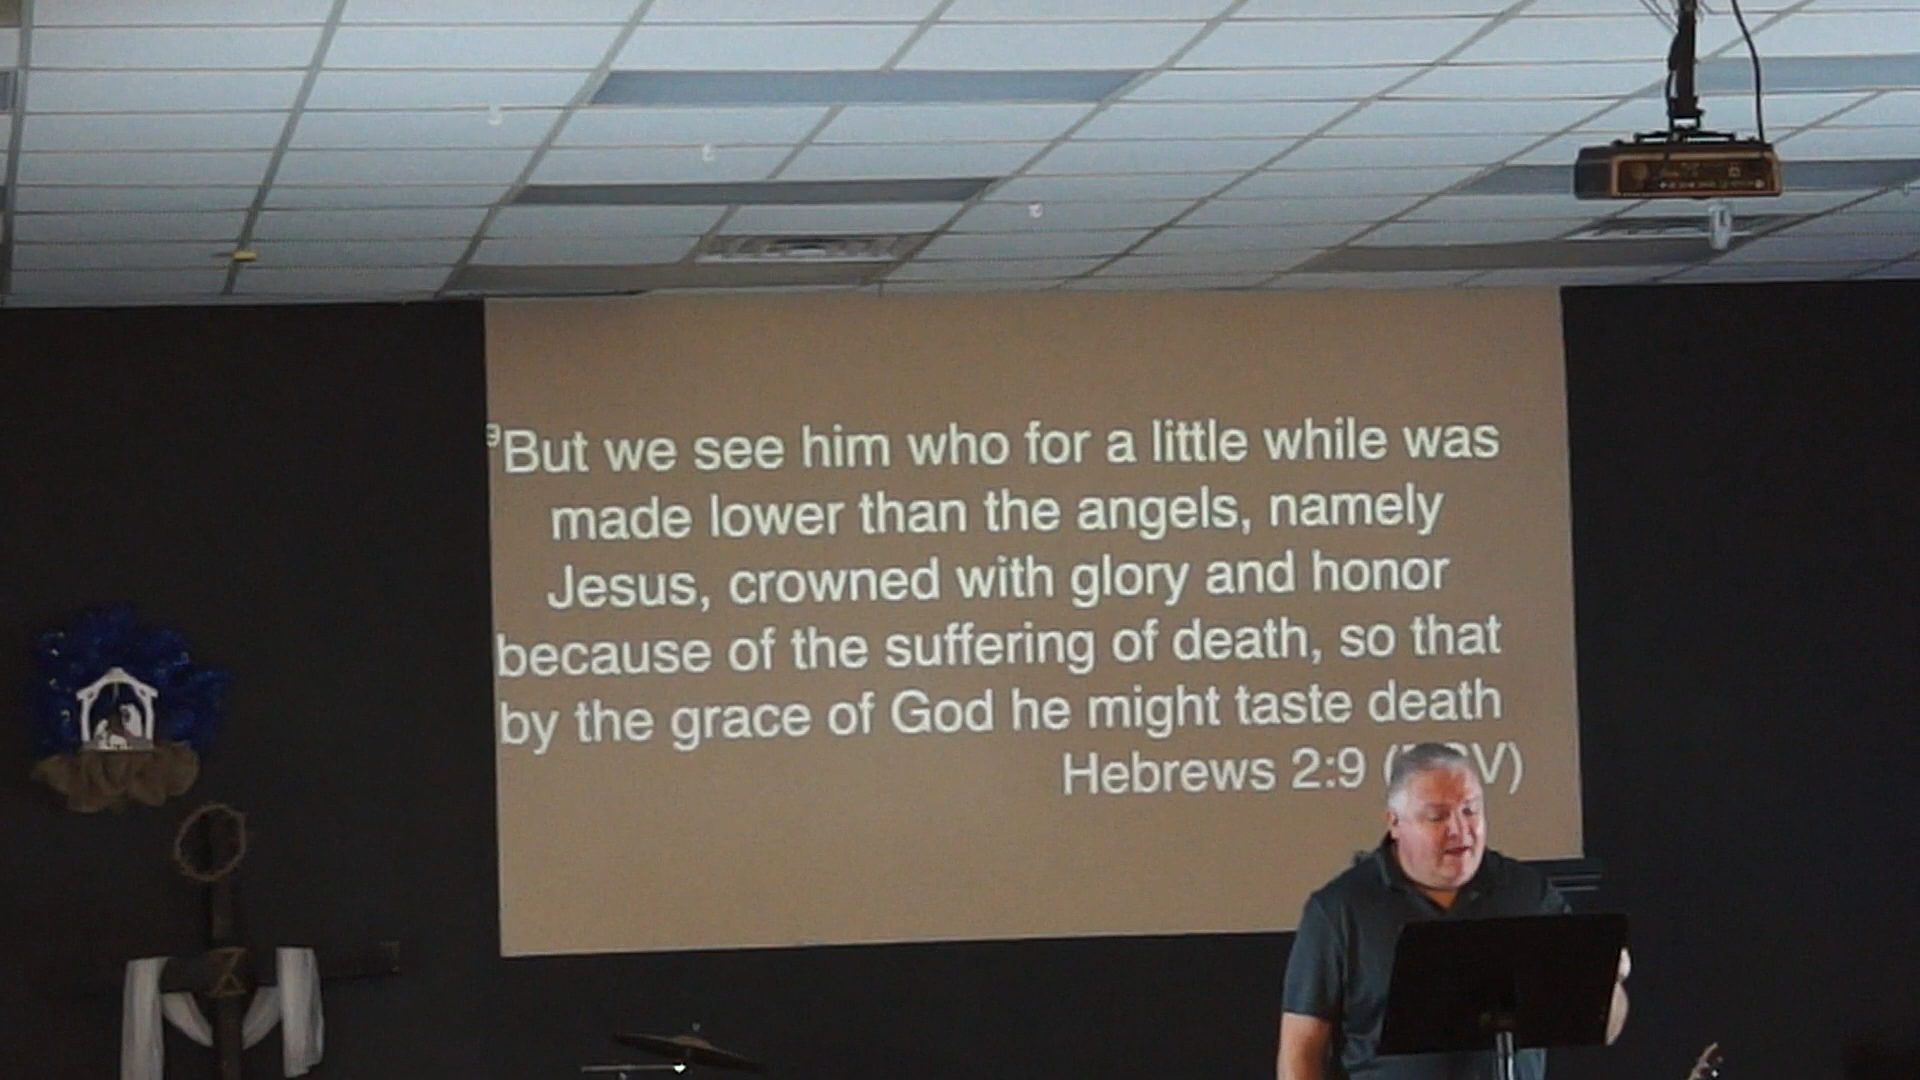 ⁹But we see him who for a little while was
made lower than the angels, namely
Jesus, crowned with glory and honor
because of the suffering of death, so that
by the grace of God he might taste death
Hebrews 2:9